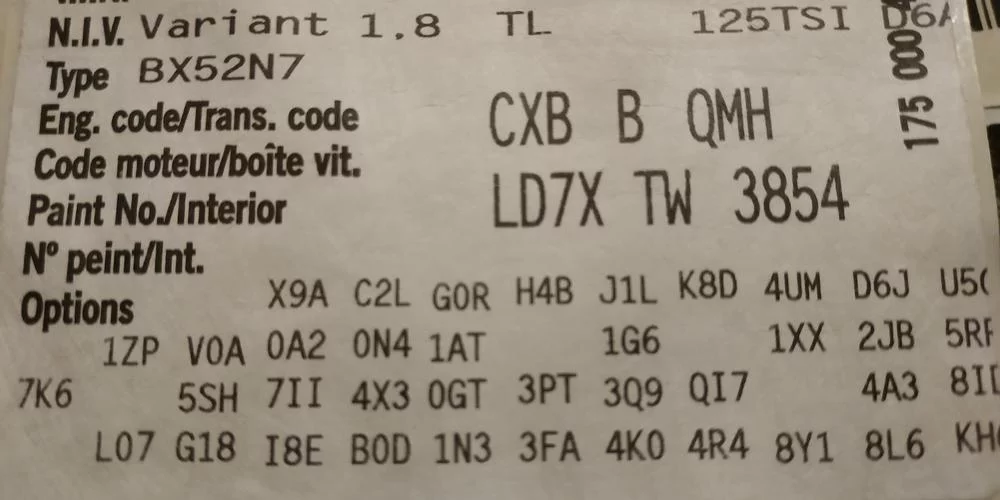 N.I.V. Variant 1.8 TL 125TSI D6A
Type BX52N7
175 000
Eng. code/Trans. code CXB B QMH
Code moteur/boîte vit.
Paint No./Interior LD7X TW 3854
N° peint/Int.
Options X9A C2L G0R H4B J1L K8D 4UM D6J
1ZP V0A 0A2 0N4 1AT 1G6 1XX 2JB
7K6 5SH 7II 4X3 0GT 3PT 3Q9 QI7 4A3
L07 G18 I8E B0D 1N3 3FA 4K0 4R4 8Y1 8L6